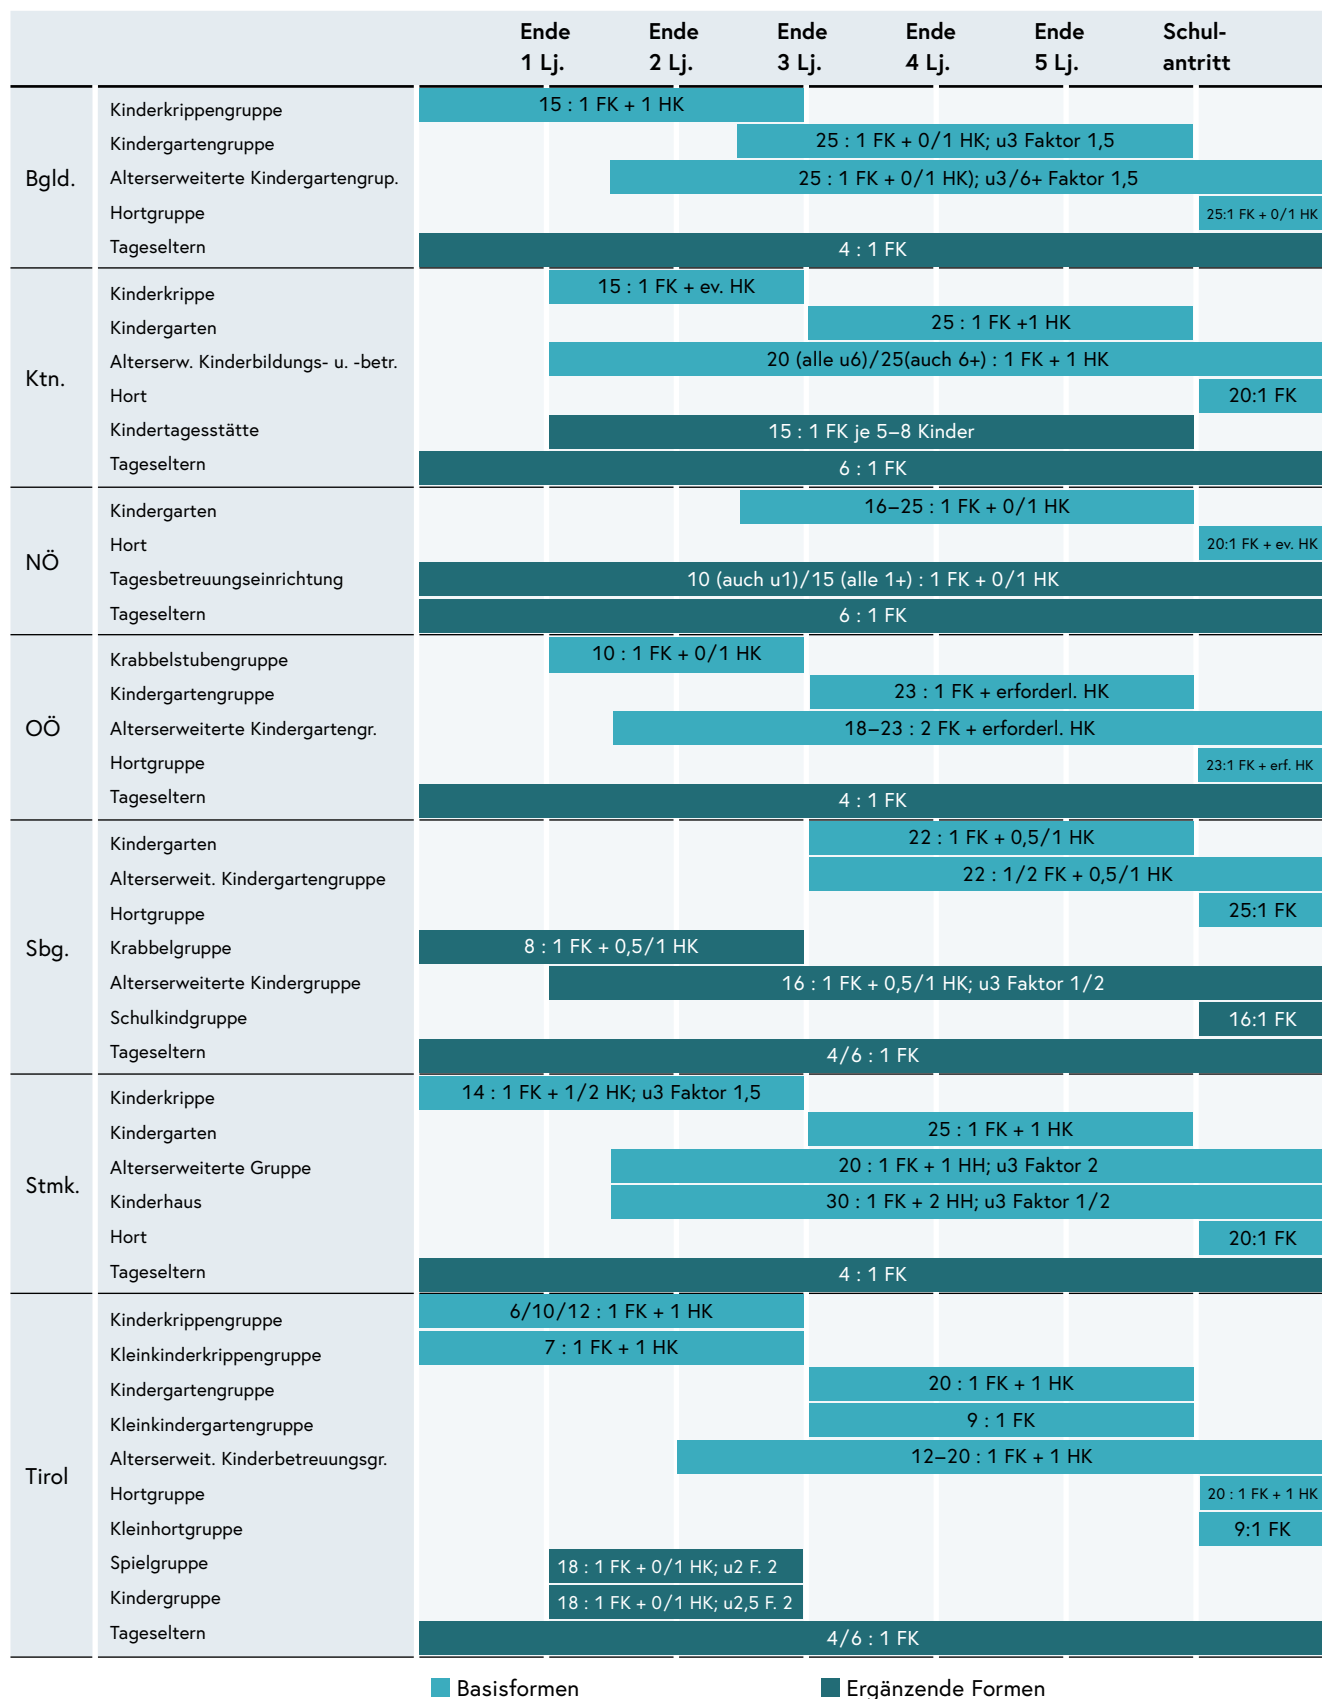 Ende Ende Ende Ende Ende Schul-
1 Lj. 2 Lj. 3 Lj. 4 Lj. 5 Lj. antritt
Bgld.
Kinderkrippengruppe 15 : 1 FK + 1 HK
Kindergartengruppe 25 : 1 FK + 0/1 HK; u3 Faktor 1,5
Alterserweiterte Kindergartengrup. 25 : 1 FK + 0/1 HK); u3/6+ Faktor 1,5
Hortgruppe 25:1 FK + 0/1 HK
Tageseltern 4 : 1 FK
Ktn.
Kinderkrippe 15 : 1 FK + ev. HK
Kindergarten 25 : 1 FK +1 HK
Alterserw. Kinderbildungs- u. -betr. 20 (alle u6)/25(auch 6+) : 1 FK + 1 HK
Hort 20:1 FK
Kindertagesstätte 15 : 1 FK je 5–8 Kinder
Tageseltern 6 : 1 FK
NÖ
Kindergarten 16–25 : 1 FK + 0/1 HK
Hort 20:1 FK + ev. HK
Tagesbetreuungseinrichtung 10 (auch u1)/15 (alle 1+) : 1 FK + 0/1 HK
Tageseltern 6 : 1 FK
OÖ
Krabbelstubengruppe 10 : 1 FK + 0/1 HK
Kindergartengruppe 23 : 1 FK + erforderl. HK
Alterserweiterte Kindergartengr. 18–23 : 2 FK + erforderl. HK
Hortgruppe 23:1 FK + erf. HK
Tageseltern 4 : 1 FK
Sbg.
Kindergarten 22 : 1 FK + 0,5/1 HK
Alterserweit. Kindergartengruppe 22 : 1/2 FK + 0,5/1 HK
Hortgruppe 25:1 FK
Krabbelgruppe 8 : 1 FK + 0,5/1 HK
Alterserweiterte Kindergruppe 16 : 1 FK + 0,5/1 HK; u3 Faktor 1/2
Schulkindgruppe 16:1 FK
Tageseltern 4/6 : 1 FK
Stmk.
Kinderkrippe 14 : 1 FK + 1/2 HK; u3 Faktor 1,5
Kindergarten 25 : 1 FK + 1 HK
Alterserweiterte Gruppe 20 : 1 FK + 1 HH; u3 Faktor 2
Kinderhaus 30 : 1 FK + 2 HH; u3 Faktor 1/2
Hort 20:1 FK
Tageseltern 4 : 1 FK
Tirol
Kinderkrippengruppe 6/10/12 : 1 FK + 1 HK
Kleinkinderkrippengruppe 7 : 1 FK + 1 HK
Kindergartengruppe 20 : 1 FK + 1 HK
Kleinkindergartengruppe 9 : 1 FK
Alterserweit. Kinderbetreuungsgr. 12–20 : 1 FK + 1 HK
Hortgruppe 20 : 1 FK + 1 HK
Kleinhortgruppe 9:1 FK
Spielgruppe 18 : 1 FK + 0/1 HK; u2 F. 2
Kindergruppe 18 : 1 FK + 0/1 HK; u2,5 F. 2
Tageseltern 4/6 : 1 FK
Basisformen Ergänzende Formen